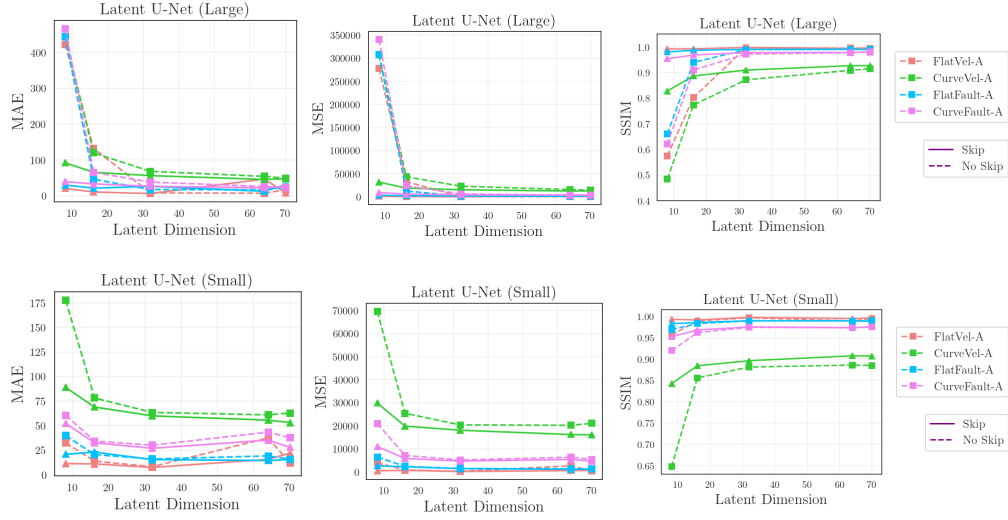 Latent U-Net (Large)
MAE
400
300
200
100
0
10 20 30 40 50 60 70
Latent Dimension
Latent U-Net (Large)
MSE
350000
300000
250000
200000
150000
100000
50000
0
10 20 30 40 50 60 70
Latent Dimension
Latent U-Net (Large)
SSIM
1.0
0.9
0.8
0.7
0.6
0.5
0.4
10 20 30 40 50 60 70
Latent Dimension
FlatVel-A
CurveVel-A
FlatFault-A
CurveFault-A
Skip
No Skip
Latent U-Net (Small)
MAE
175
150
125
100
75
50
25
0
10 20 30 40 50 60 70
Latent Dimension
Latent U-Net (Small)
MSE
70000
60000
50000
40000
30000
20000
10000
0
10 20 30 40 50 60 70
Latent Dimension
Latent U-Net (Small)
SSIM
1.00
0.95
0.90
0.85
0.80
0.75
0.70
0.65
10 20 30 40 50 60 70
Latent Dimension
FlatVel-A
CurveVel-A
FlatFault-A
CurveFault-A
Skip
No Skip